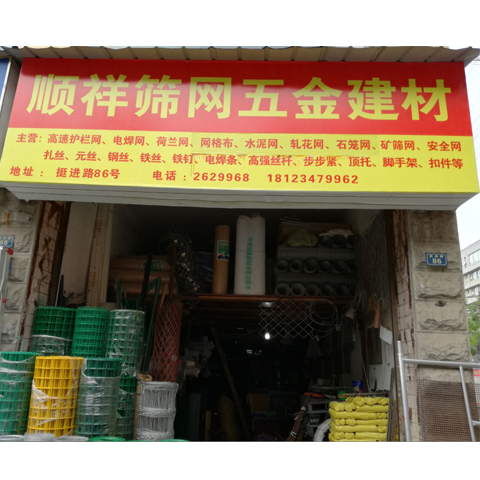 顺祥筛网五金建材
主营：高速护栏网、电焊网、荷兰网、网格布、水泥网、轧花网、石笼网、矿筛网、安全网
扎丝、元丝、钢丝、铁丝、铁钉、电焊条、高强丝杆、步步紧、顶托、脚手架、扣件等
地址：挺进路86号 电话：2629968 18123479962
86